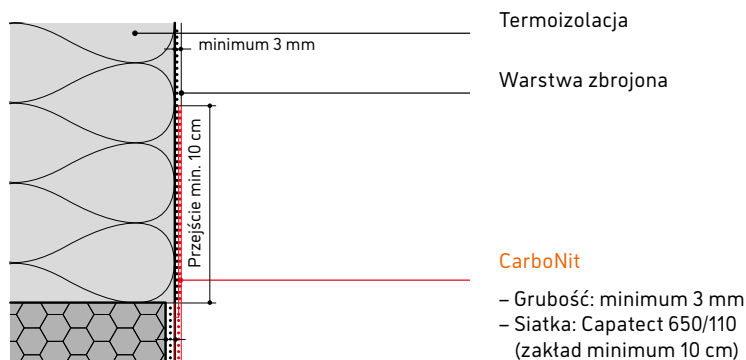 Termoizolacja
minimum 3 mm
Warstwa zbrojona
Przejście min. 10 cm
CarboNit
– Grubość: minimum 3 mm
– Siatka: Capatect 650/110
(zakład minimum 10 cm)